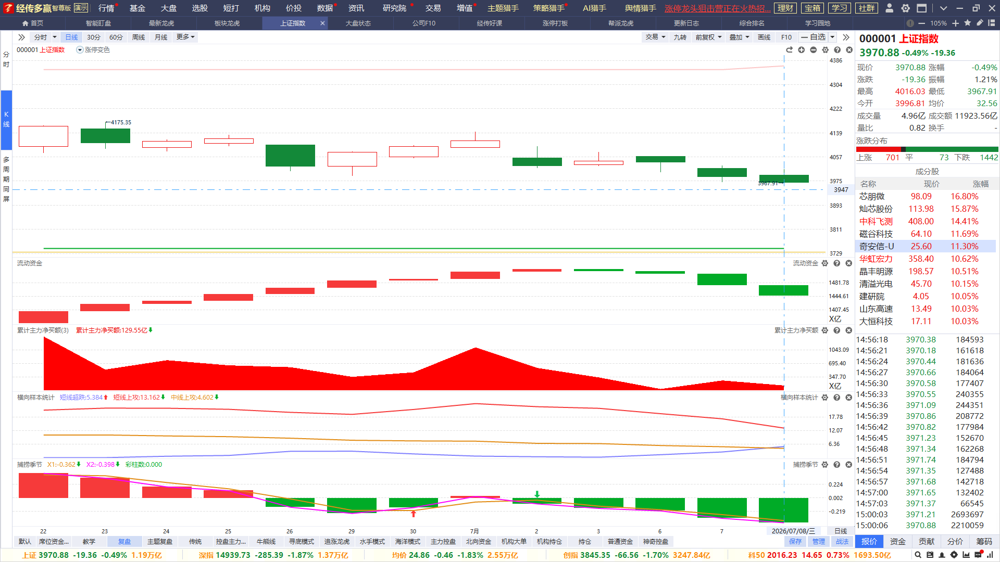 经传多赢 智尊版 演示 行情 基金 大盘 选股 短打 机构 价投 数据 资讯 研究院 交易 增值 主题猎手 策略猎手 AI猎手 舆情猎手 涨停龙头狙击营正在火热招... 理财 宝箱 学习 社群
首页 智能盯盘 最新龙虎 板块龙虎 上证指数 大盘状态 公司F10 经传好课 涨停打板 帮派龙虎 更新日志 综合排名 学习园地 105%
分时 日线 30分 60分 周线 月线 更多 交易 九转 前复权 叠加 画线 F10 自选
000001 上证指数 涨停变色
分时
K线
多周期同屏
4386
4304
4222
4139
4057
3975
3947
3893
3811
3729
4175.35
3967.91
流动资金 流动资金
1481.78
1444.61
1407.45
X亿
累计主力净买额(3) 累计主力净买额:129.55亿 累计主力净买额
1043.09
695.40
347.70
X亿
横向样本统计 短线超跌:5.384 短线上攻:13.162 中线上攻:4.602 横向样本统计
17.78
12.07
6.36
捕捞季节 X1:-0.362 X2:-0.398 彩柱数:0.000 捕捞季节
0.224
0.002
-0.219
22 23 24 25 26 29 30 7月 2 3 6 7 2026/07/08/三 日线
默认 席位资金... 教学 复盘 主题复盘 传统 控盘主力... 牛能线 寻底模式 追涨龙虎 水手模式 海洋模式 主力控盘 北向资金 机构大单 机构持仓 持仓 普通资金 神奇控盘 保存 管理 战法
000001 上证指数
3970.88 -0.49% -19.36
现价 3970.88 涨幅 -0.49%
涨跌 -19.36 振幅 1.21%
最高 4016.03 最低 3967.91
今开 3996.81 均价 32.56
成交量 4.96亿 成交额 11923.56亿
量比 0.82 换手 -
涨跌分布
上涨 701 平 73 下跌 1442
成分股
名称 现价 涨幅
芯朋微 98.09 16.80%
灿芯股份 113.98 15.87%
中科飞测 408.00 14.41%
磁谷科技 64.10 11.69%
奇安信-U 25.60 11.30%
华虹宏力 358.40 10.62%
晶丰明源 198.57 10.51%
清溢光电 45.70 10.15%
建研院 4.05 10.05%
山东高速 13.49 10.03%
大恒科技 17.11 10.03%
14:56:18 3970.38 184593
14:56:21 3970.18 161618
14:56:24 3970.44 181636
14:56:27 3970.66 184064
14:56:30 3970.58 177407
14:56:33 3970.55 240355
14:56:36 3971.09 244351
14:56:39 3970.86 208772
14:56:42 3970.82 177984
14:56:45 3971.23 152670
14:56:48 3971.34 162268
14:56:51 3971.74 184794
14:56:54 3971.35 127488
14:56:57 3971.68 142718
14:57:00 3971.65 132402
14:57:03 3971.37 66545
15:00:03 3971.21 2693697
15:00:06 3970.88 2210059
报价 资金 贡献 分价 筹码
上证 3970.88 -19.36 -0.49% 1.19万亿 深指 14939.73 -285.39 -1.87% 1.37万亿 均价 24.86 -0.46 -1.83% 2.55万亿 创指 3845.35 -66.56 -1.70% 3247.84亿 科50 2016.23 14.65 0.73% 1693.50亿